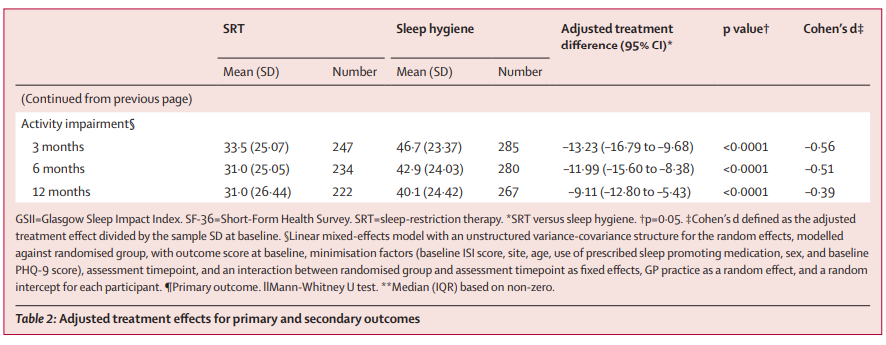 SRT Sleep hygiene Adjusted treatment difference (95% CI)* p value† Cohen's d‡
Mean (SD) Number Mean (SD) Number
(Continued from previous page)
Activity impairment§
3 months 33·5 (25·07) 247 46·7 (23·37) 285 –13·23 (–16·79 to –9·68) <0·0001 –0·56
6 months 31·0 (25·05) 234 42·9 (24·03) 280 –11·99 (–15·60 to –8·38) <0·0001 –0·51
12 months 31·0 (26·44) 222 40·1 (24·42) 267 –9·11 (–12·80 to –5·43) <0·0001 –0·39
GSII=Glasgow Sleep Impact Index. SF-36=Short-Form Health Survey. SRT=sleep-restriction therapy. *SRT versus sleep hygiene. †p=0·05. ‡Cohen's d defined as the adjusted
treatment effect divided by the sample SD at baseline. §Linear mixed-effects model with an unstructured variance-covariance structure for the random effects, modelled
against randomised group, with outcome score at baseline, minimisation factors (baseline ISI score, site, age, use of prescribed sleep promoting medication, sex, and baseline
PHQ-9 score), assessment timepoint, and an interaction between randomised group and assessment timepoint as fixed effects, GP practice as a random effect, and a random
intercept for each participant. ¶Primary outcome. ||Mann-Whitney U test. **Median (IQR) based on non-zero.
Table 2: Adjusted treatment effects for primary and secondary outcomes